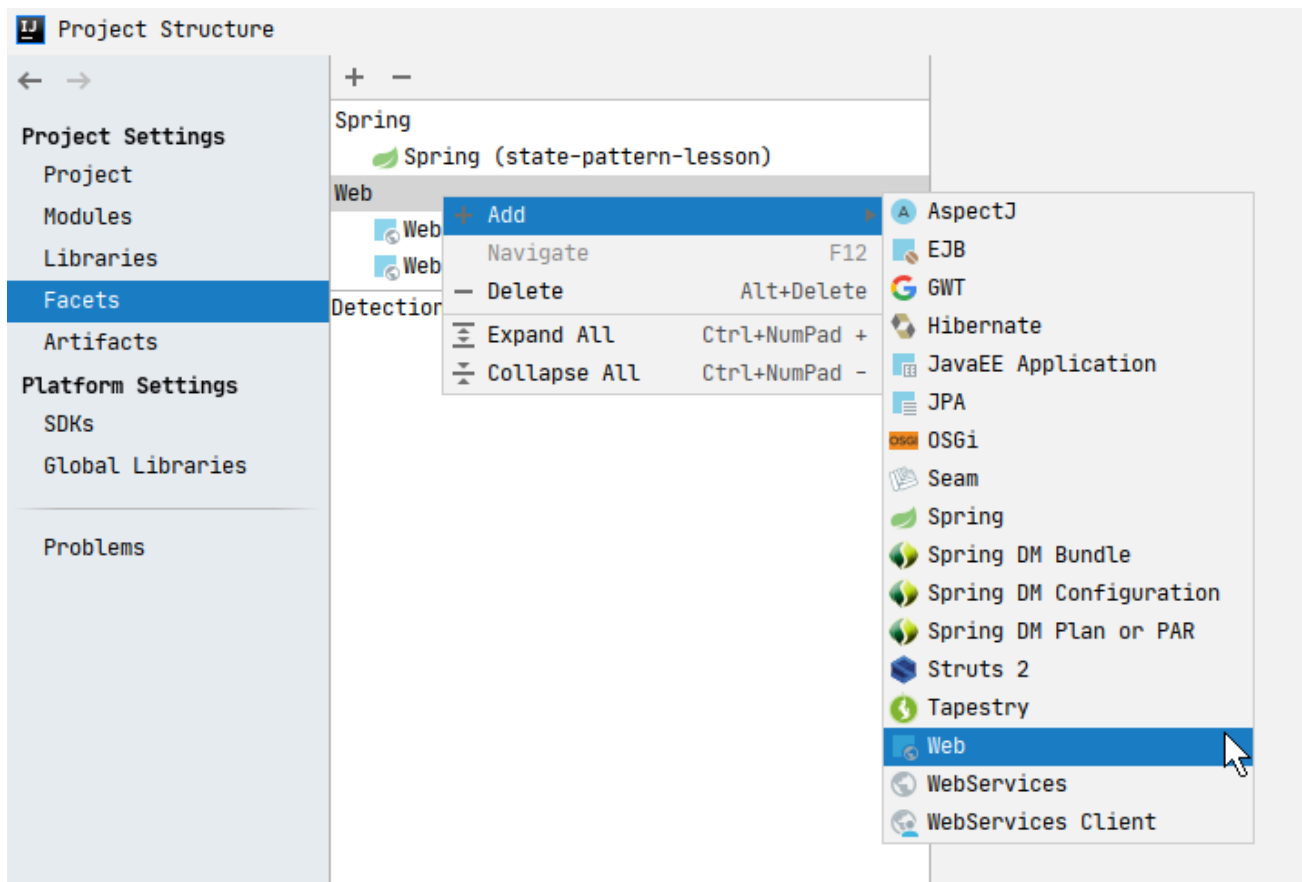 IJ Project Structure
Project Settings
Project
Modules
Libraries
Facets
Artifacts
Platform Settings
SDKs
Global Libraries
Problems
Spring
Spring (state-pattern-lesson)
Web
Web
Web
Detection
Add
Navigate F12
Delete Alt+Delete
Expand All Ctrl+NumPad +
Collapse All Ctrl+NumPad -
A AspectJ
EJB
G GWT
Hibernate
JavaEE Application
JPA
OSGi OSGi
Seam
Spring
Spring DM Bundle
Spring DM Configuration
Spring DM Plan or PAR
Struts 2
Tapestry
Web
WebServices
WebServices Client